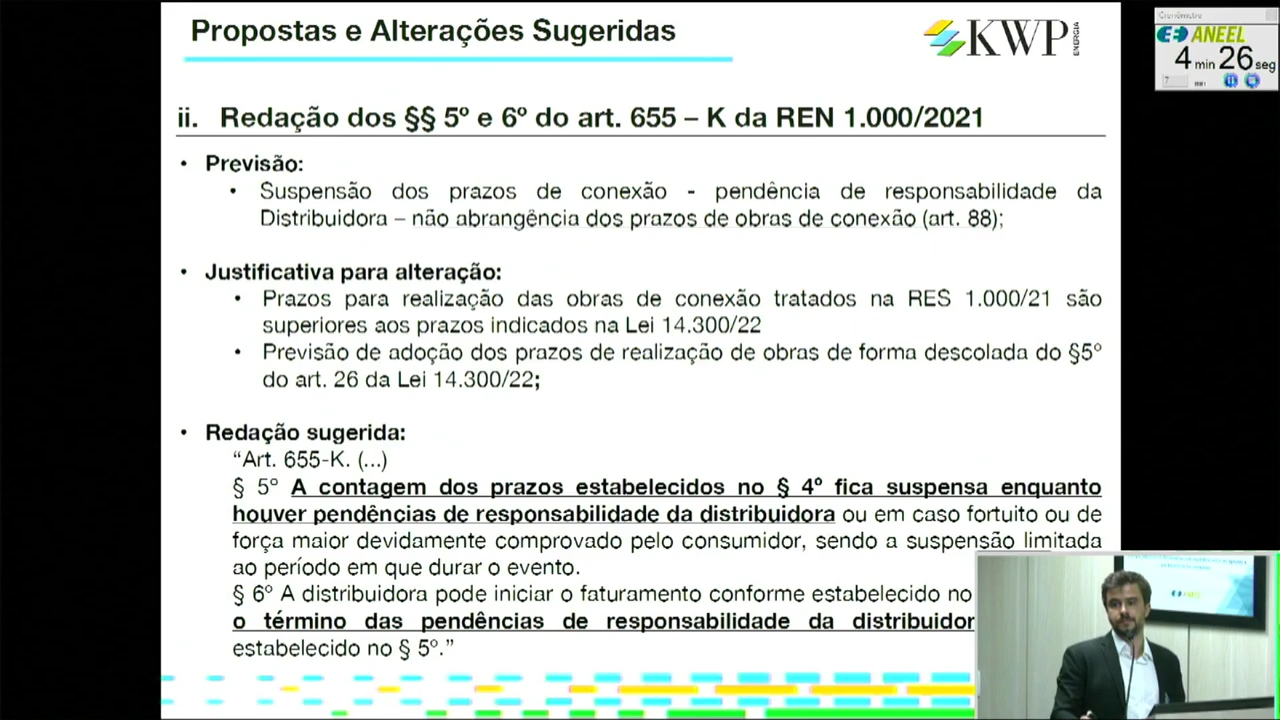 Propostas e Alterações Sugeridas
KWP
ENERGIA
Cronômetro
ANEEL
4 min 26 seg
7 min
ii. Redação dos §§ 5º e 6º do art. 655 – K da REN 1.000/2021
• Previsão:
• Suspensão dos prazos de conexão - pendência de responsabilidade da
Distribuidora – não abrangência dos prazos de obras de conexão (art. 88);
• Justificativa para alteração:
• Prazos para realização das obras de conexão tratados na RES 1.000/21 são
superiores aos prazos indicados na Lei 14.300/22
• Previsão de adoção dos prazos de realização de obras de forma descolada do §5º
do art. 26 da Lei 14.300/22;
• Redação sugerida:
“Art. 655-K. (...)
§ 5º A contagem dos prazos estabelecidos no § 4º fica suspensa enquanto
houver pendências de responsabilidade da distribuidora ou em caso fortuito ou de
força maior devidamente comprovado pelo consumidor, sendo a suspensão limitada
ao período em que durar o evento.
§ 6º A distribuidora pode iniciar o faturamento conforme estabelecido no
o término das pendências de responsabilidade da distribuidor
estabelecido no § 5º.”
ANEEL